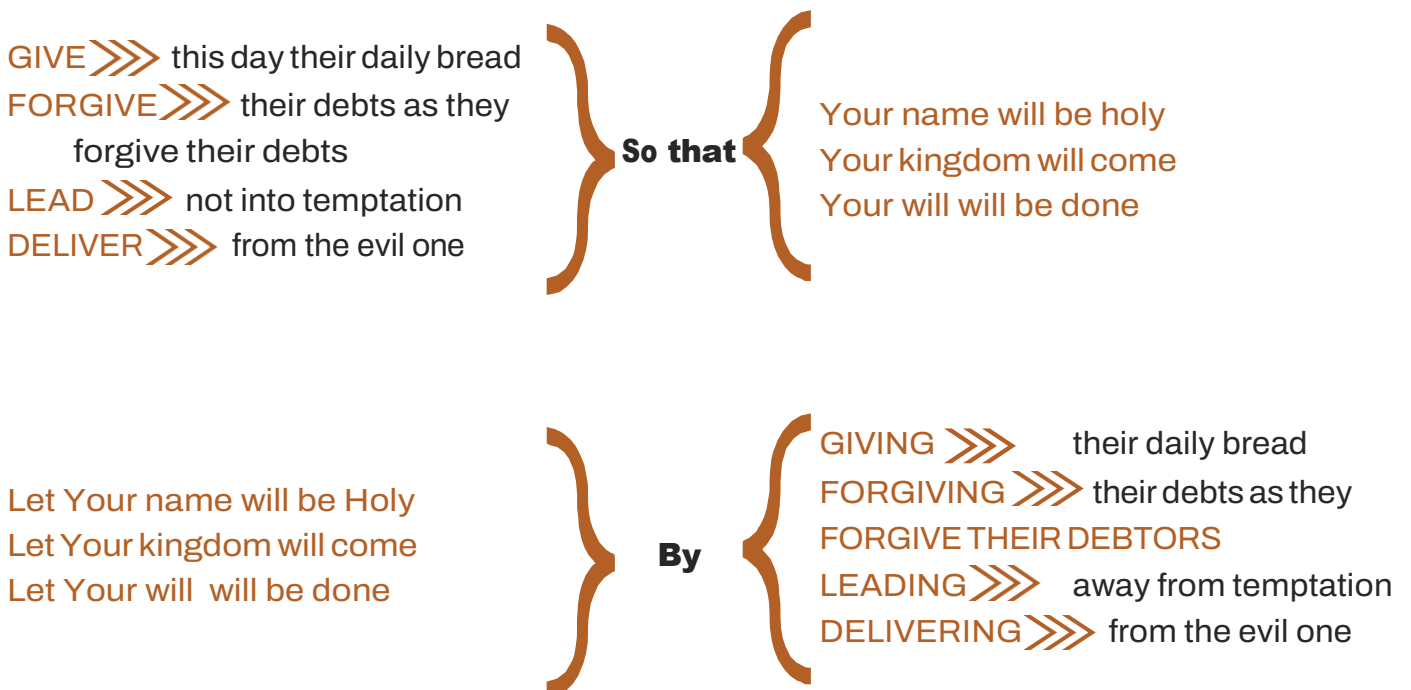 GIVE this day their daily bread
FORGIVE their debts as they
forgive their debts
LEAD not into temptation
DELIVER from the evil one
So that
Your name will be holy
Your kingdom will come
Your will will be done
Let Your name will be Holy
Let Your kingdom will come
Let Your will will be done
By
GIVING their daily bread
FORGIVING their debts as they
FORGIVE THEIR DEBTORS
LEADING away from temptation
DELIVERING from the evil one